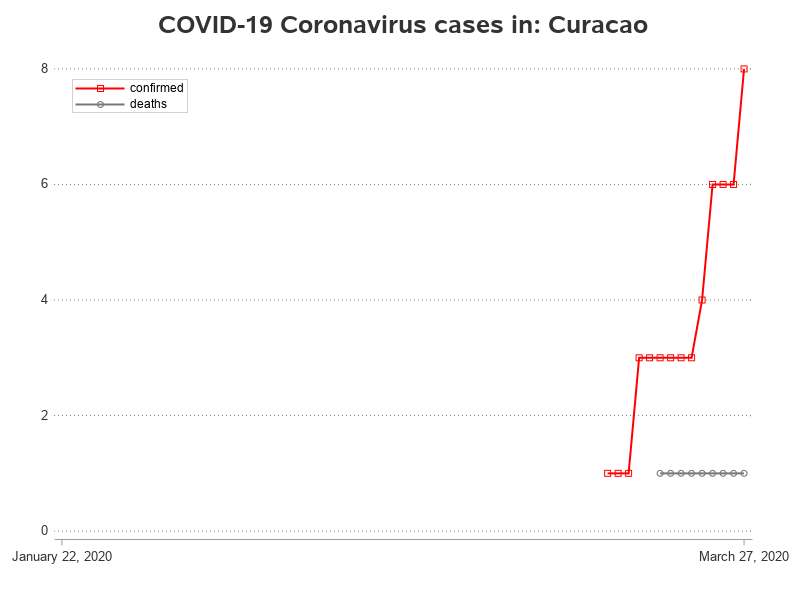 COVID-19 Coronavirus cases in: Curacao
8
confirmed
deaths
6
4
2
0
January 22, 2020
March 27, 2020